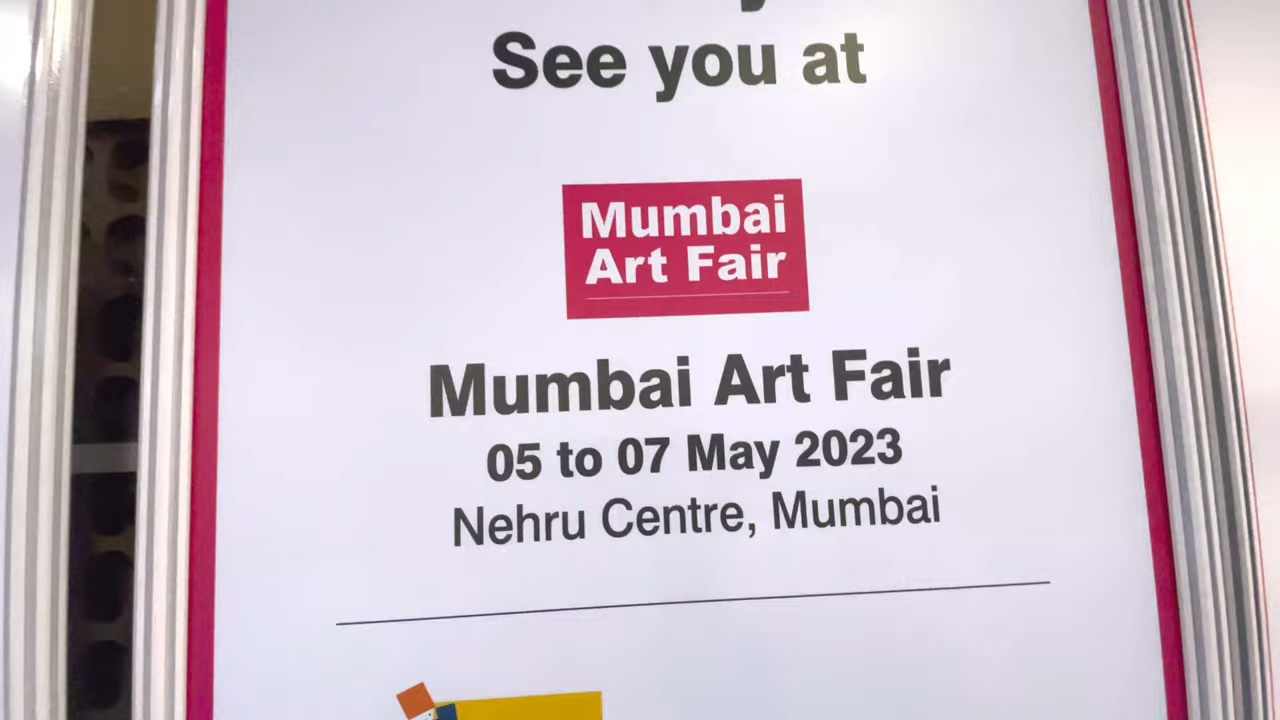 See you at
Mumbai
Art Fair
Mumbai Art Fair
05 to 07 May 2023
Nehru Centre, Mumbai